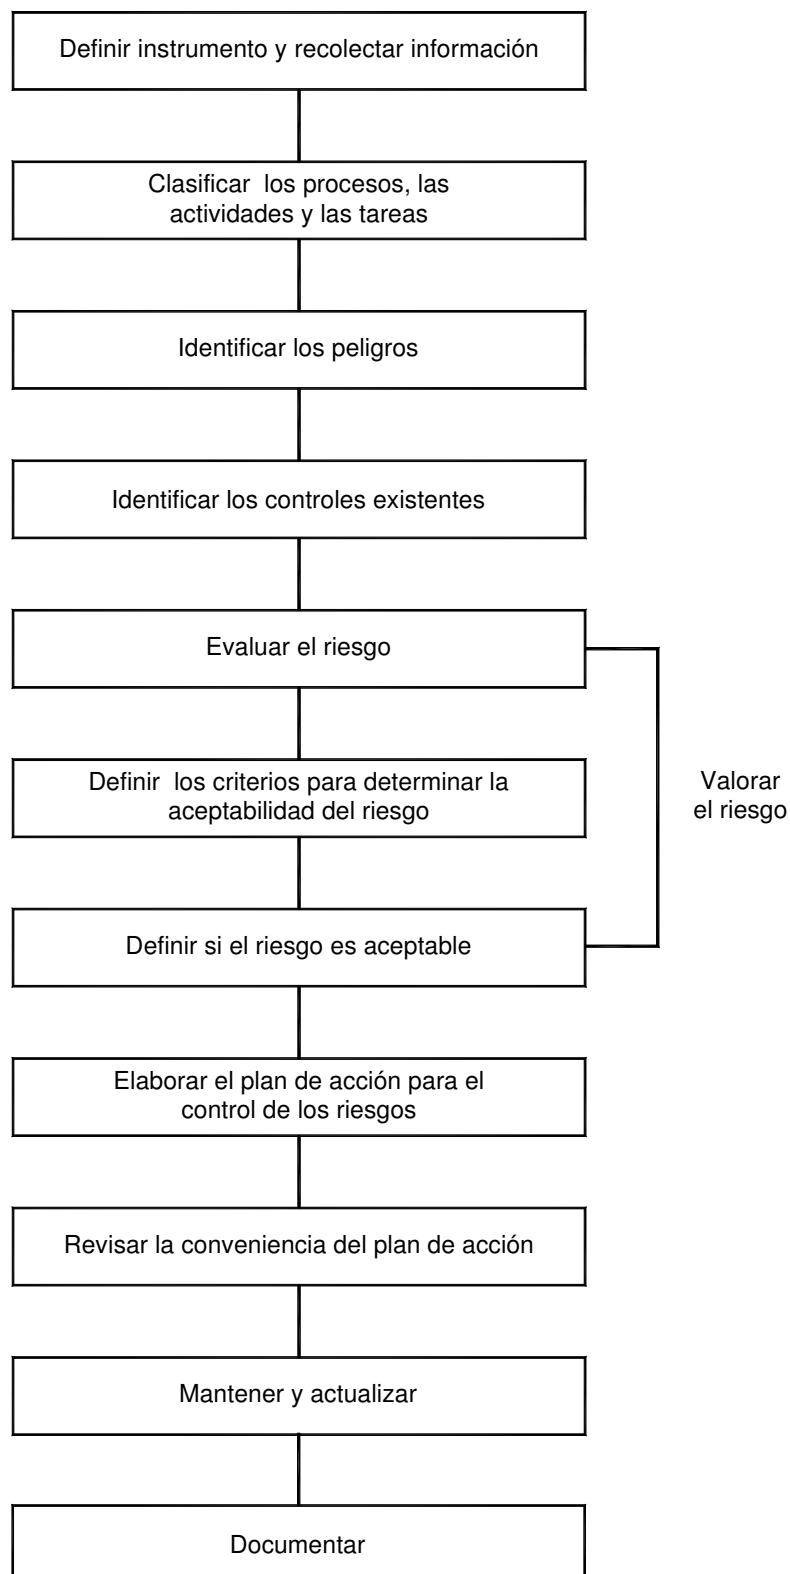 Definir instrumento y recolectar información
Clasificar los procesos, las
actividades y las tareas
Identificar los peligros
Identificar los controles existentes
Evaluar el riesgo
Definir los criterios para determinar la
aceptabilidad del riesgo
Valorar
el riesgo
Definir si el riesgo es aceptable
Elaborar el plan de acción para el
control de los riesgos
Revisar la conveniencia del plan de acción
Mantener y actualizar
Documentar